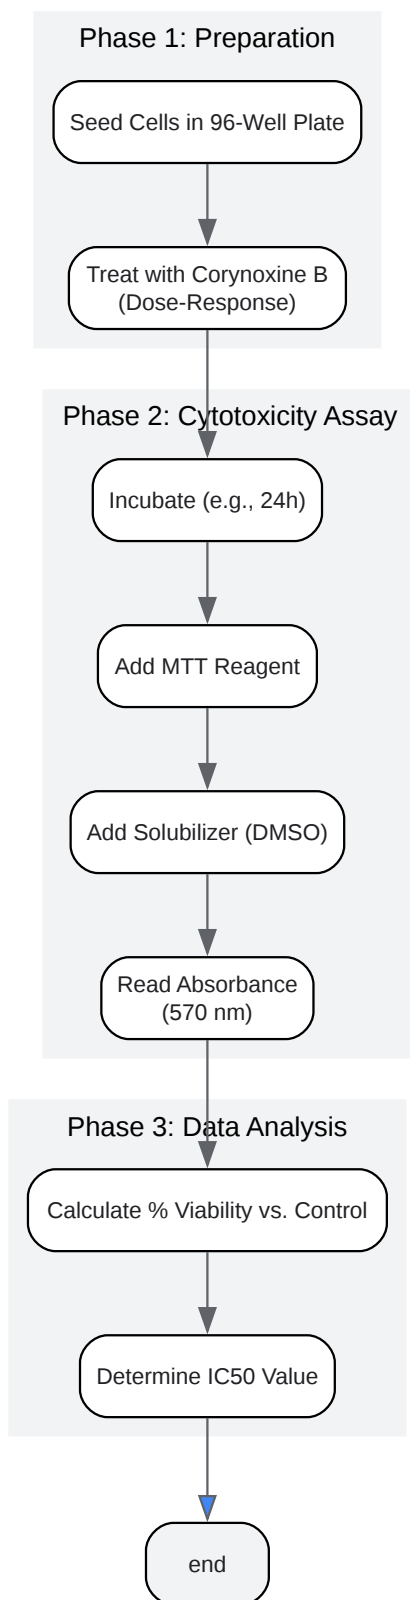 Phase 1: Preparation
Seed Cells in 96-Well Plate
Treat with Corynoxine B
(Dose-Response)
Phase 2: Cytotoxicity Assay
Incubate (e.g., 24h)
Add MTT Reagent
Add Solubilizer (DMSO)
Read Absorbance
(570 nm)
Phase 3: Data Analysis
Calculate % Viability vs. Control
Determine IC50 Value
end